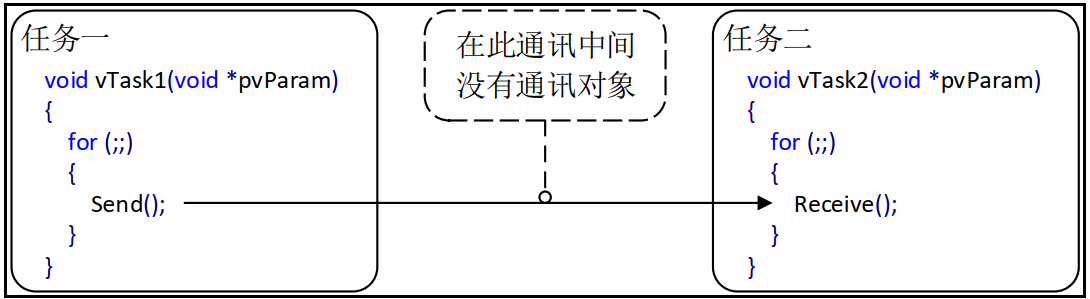 任务一
void vTask1(void *pvParam)
{
for (;;)
{
Send();
}
}
在此通讯中间
没有通讯对象
任务二
void vTask2(void *pvParam)
{
for (;;)
{
Receive();
}
}